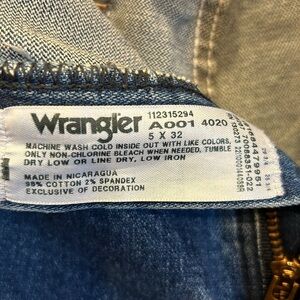 112315294
Wrangler A001 4020
5 X 32
MACHINE WASH COLD INSIDE OUT WITH LIKE COLORS,
ONLY NON-CHLORINE BLEACH WHEN NEEDED, TUMBLE
DRY LOW OR LINE DRY, LOW IRON
MADE IN NICARAGUA
98% COTTON 2% SPANDEX
EXCLUSIVE OF DECORATION